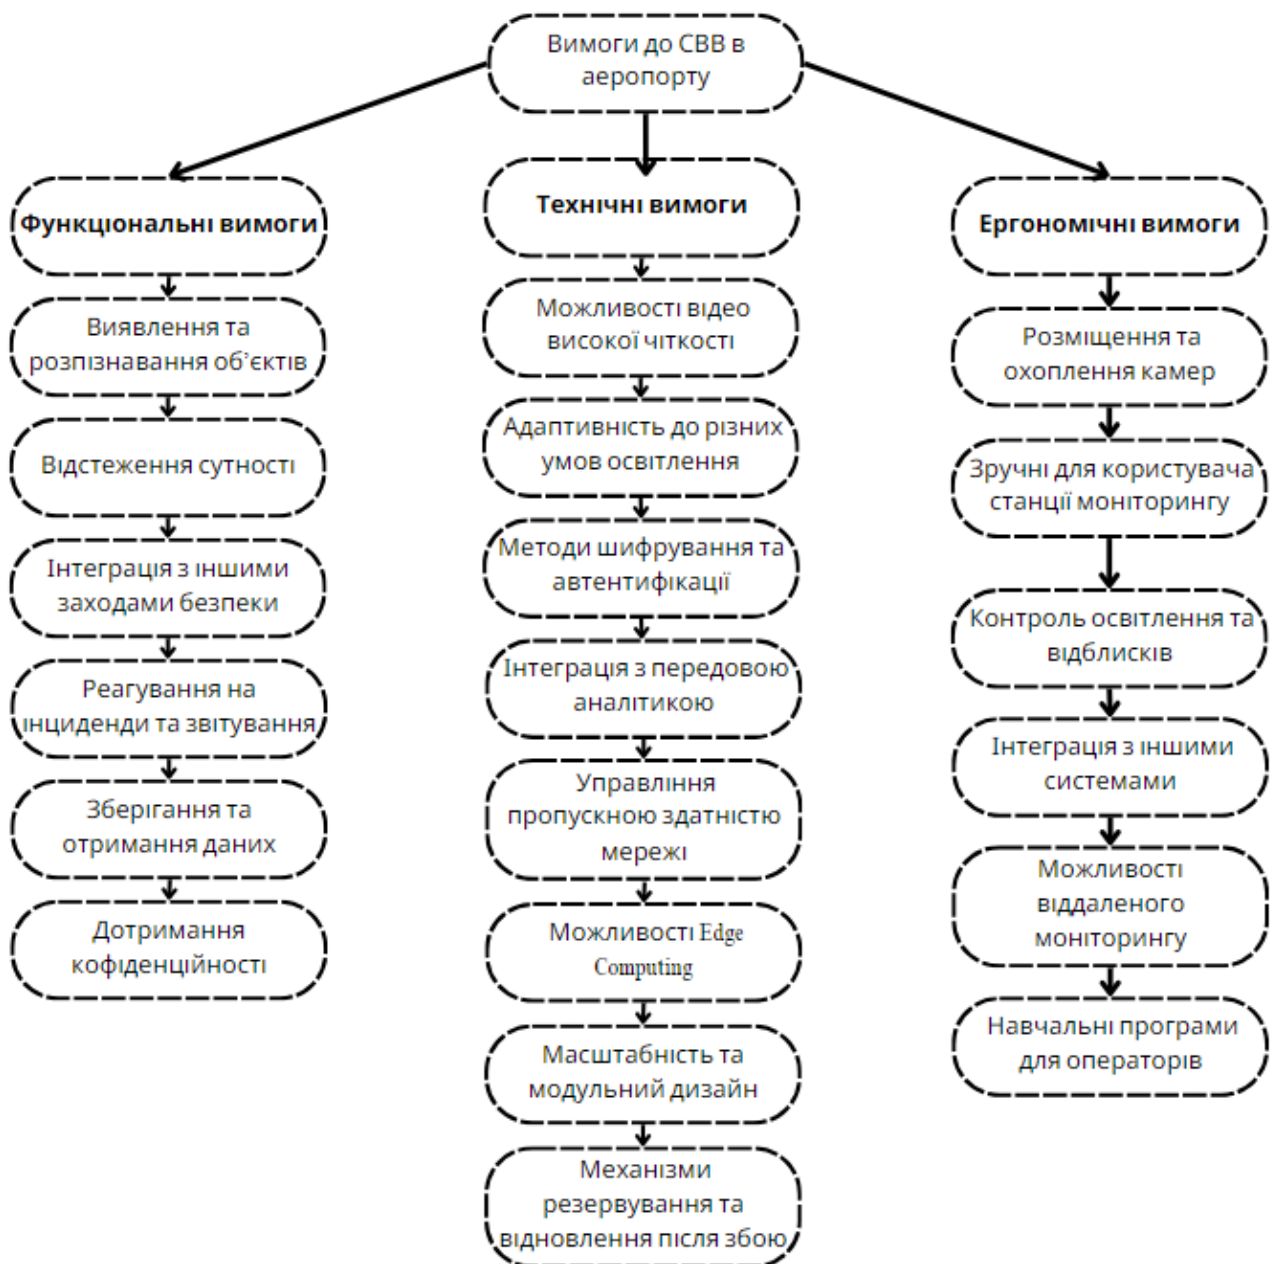 Вимоги до СВВ в
аеропорту
Функціональні вимоги
Виявлення та
розпізнавання об’єктів
Відстеження сутності
Інтеграція з іншими
заходами безпеки
Реагування на
інциденди та звітування
Зберігання та
отримання даних
Дотримання
кофіденційності
Технічні вимоги
Можливості відео
високої чіткості
Адаптивність до різних
умов освітлення
Методи шифрування та
автентифікації
Інтеграція з передовою
аналітикою
Управління
пропускною здатністю
мережі
Можливості Edge
Computing
Масштабність та
модульний дизайн
Механізми
резервування та
відновлення після збою
Ергономічні вимоги
Розміщення та
охоплення камер
Зручні для користувача
станції моніторингу
Контроль освітлення та
відблисків
Інтеграція з іншими
системами
Можливості
віддаленого
моніторингу
Навчальні програми
для операторів